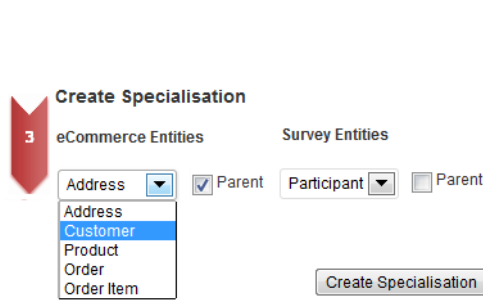 Create Specialisation
3
eCommerce Entities
Survey Entities
Address
Parent
Participant
Parent
Address
Customer
Product
Order
Order Item
Create Specialisation